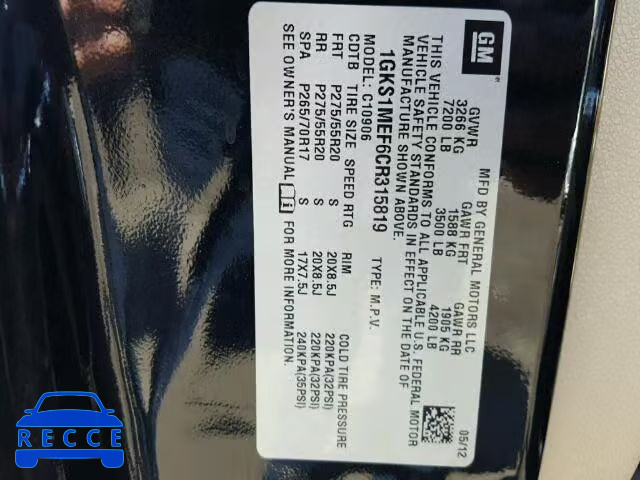 GM
MFD BY GENERAL MOTORS LLC
GVWR GAWR FRT GAWR RR
3266 KG 1588 KG 1905 KG
7200 LB 3500 LB 4200 LB
THIS VEHICLE CONFORMS TO ALL APPLICABLE U.S. FEDERAL MOTOR
VEHICLE SAFETY STANDARDS IN EFFECT ON THE DATE OF
MANUFACTURE SHOWN ABOVE.
05/12
1GKS1MEF6CR315819 TYPE: M.P.V.
MODEL: C10906
CDTB TIRE SIZE SPEED RTG RIM COLD TIRE PRESSURE
FRT P275/55R20 S 20X8.5J 220KPA(32PSI)
RR P275/55R20 S 20X8.5J 220KPA(32PSI)
SPA P265/70R17 S 17X7.5J 240KPA(35PSI)
SEE OWNER'S MANUAL FOR MORE INFORMATION
RECCE